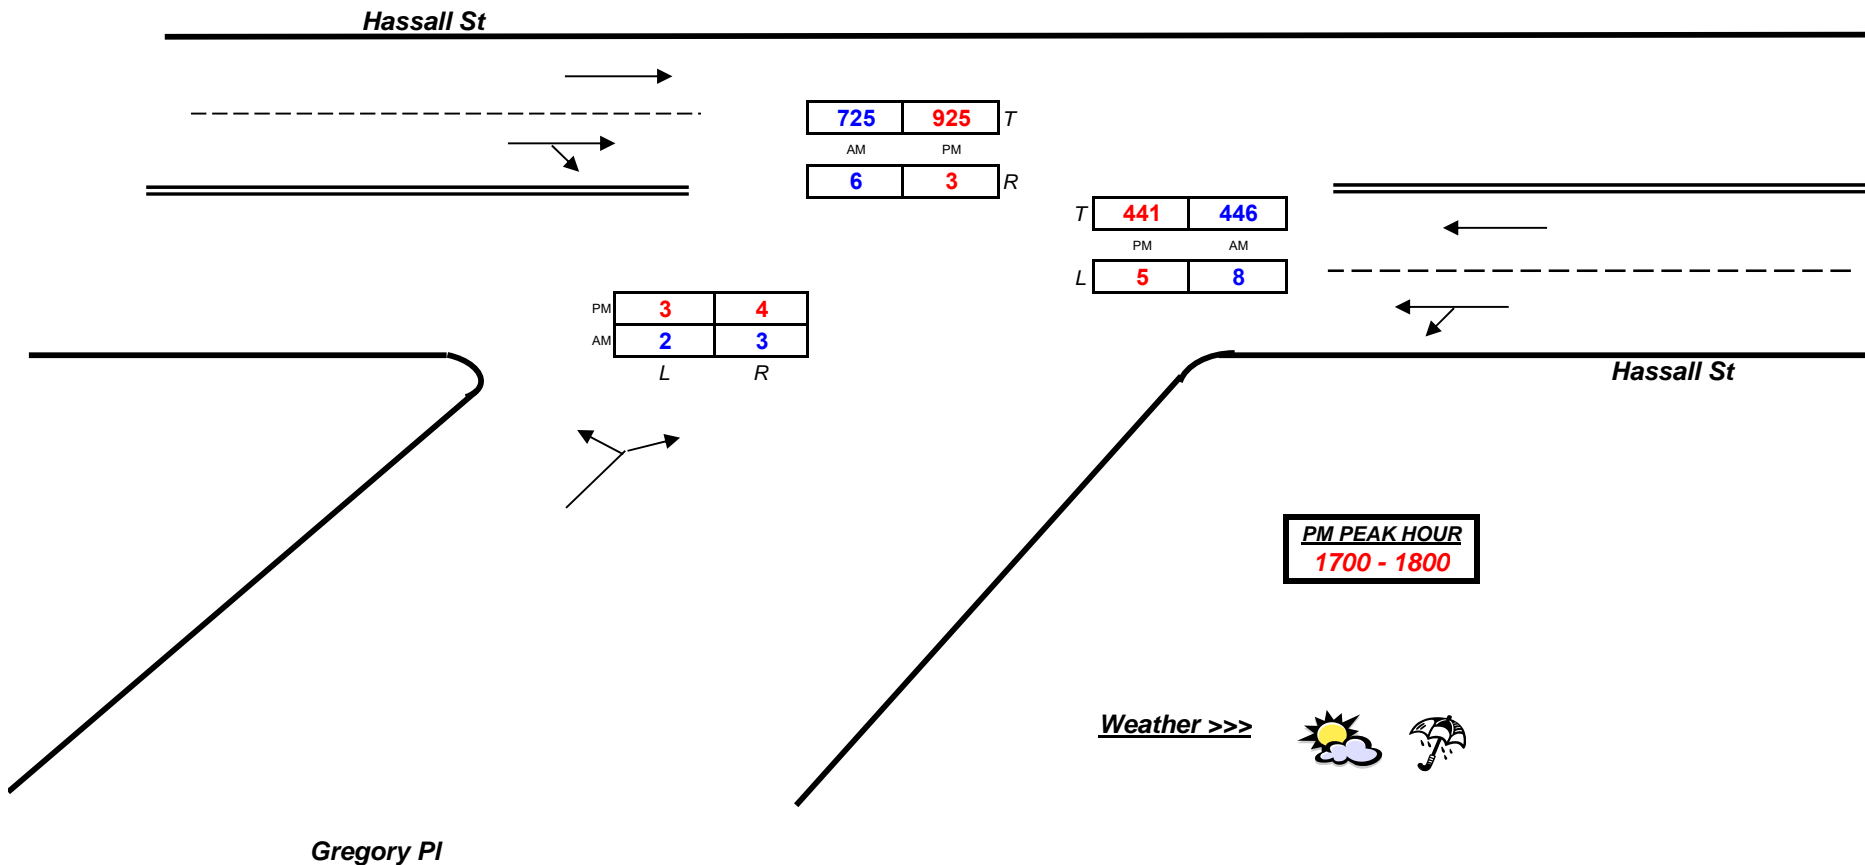 Hassall St
725 925 T
AM PM
6 3 R
T 441 446
PM AM
L 5 8
PM 3 4
AM 2 3
L R
Hassall St
PM PEAK HOUR
1700 - 1800
Weather >>>
Gregory Pl